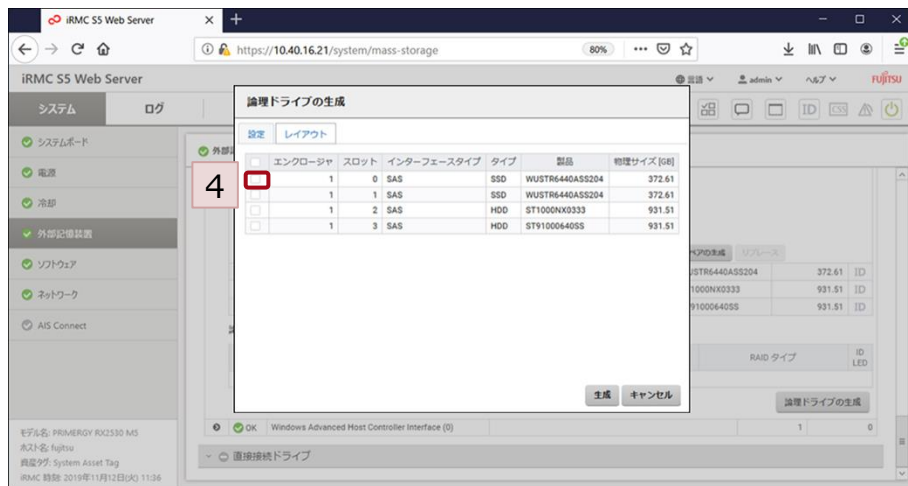 iRMC S5 Web Server
https://10.40.16.21/system/mass-storage
80%
iRMC S5 Web Server
言語
admin
ヘルプ
FUJITSU
システム
ログ
ID
CSS
システムボード
電源
冷却
外部記憶装置
ソフトウェア
ネットワーク
AIS Connect
モデル名: PRIMERGY RX2530 M5
ホスト名: fujitsu
資産タグ: System Asset Tag
iRMC 時刻: 2019年11月12日(火) 11:36
論理ドライブの生成
設定 レイアウト
エンクロージャ スロット インターフェースタイプ タイプ 製品 物理サイズ [GB]
1 0 SAS SSD WUSTR6440ASS204 372.61
1 1 SAS SSD WUSTR6440ASS204 372.61
1 2 SAS HDD ST1000NX0333 931.51
1 3 SAS HDD ST91000640SS 931.51
4
生成 キャンセル
リプレース
372.61 ID
931.51 ID
931.51 ID
RAID タイプ
ID LED
論理ドライブの生成
OK Windows Advanced Host Controller Interface (0) 1 0
直接接続ドライブ